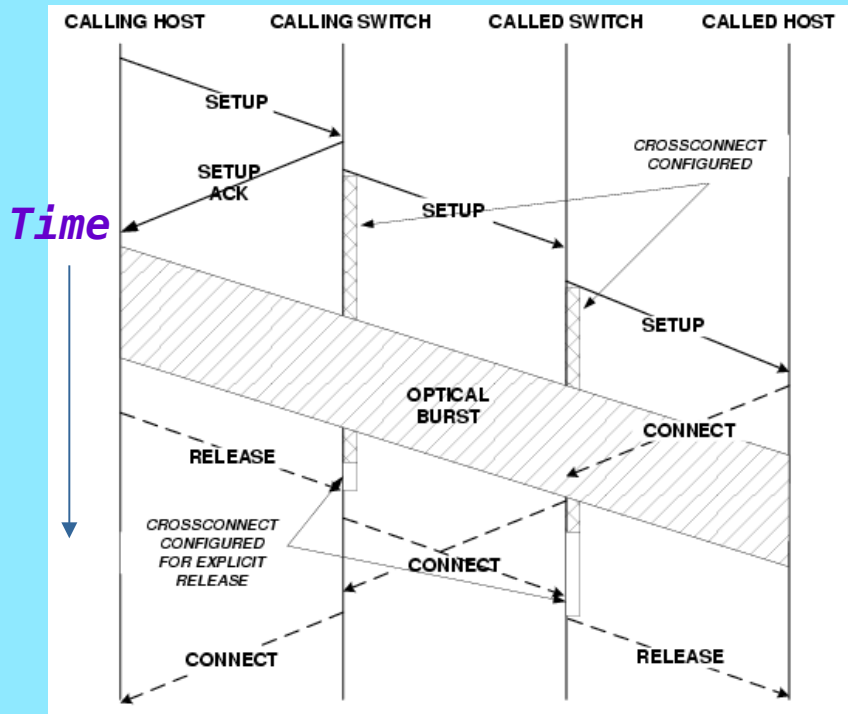 CALLING HOST
CALLING SWITCH
CALLED SWITCH
CALLED HOST
SETUP
CROSSCONNECT
CONFIGURED
SETUP
ACK
SETUP
Time
SETUP
OPTICAL
BURST
CONNECT
RELEASE
CROSSCONNECT
CONFIGURED
FOR EXPLICIT
RELEASE
CONNECT
CONNECT
RELEASE